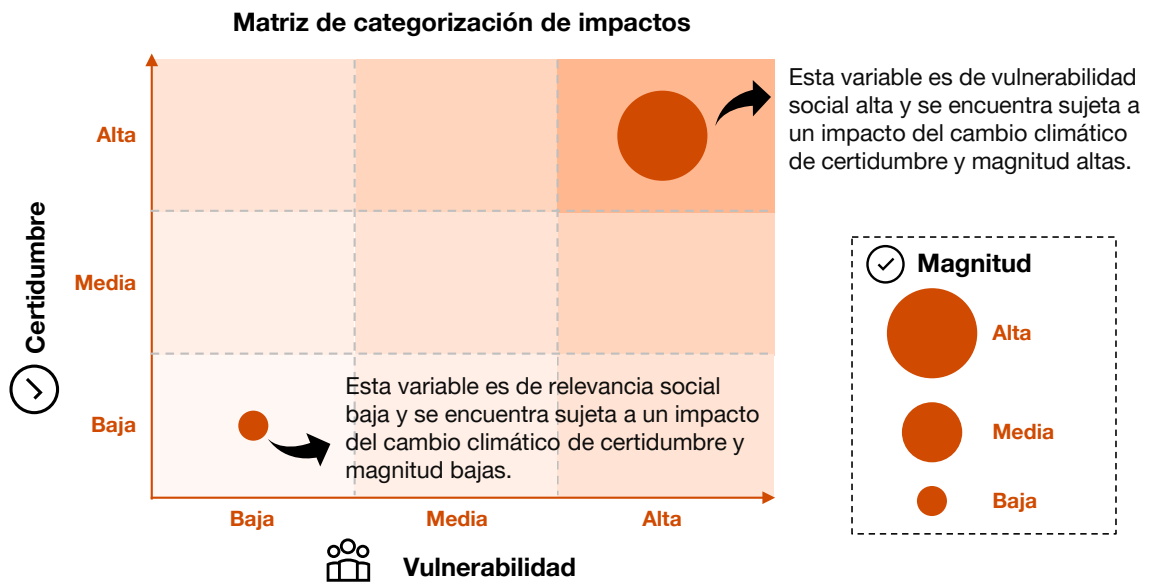 Matriz de categorización de impactos
Esta variable es de vulnerabilidad
social alta y se encuentra sujeta a
un impacto del cambio climático
de certidumbre y magnitud altas.
Certidumbre
Alta
Media
Baja
Esta variable es de relevancia social
baja y se encuentra sujeta a un impacto
del cambio climático de certidumbre y
magnitud bajas.
Baja
Media
Alta
Vulnerabilidad
Magnitud
Alta
Media
Baja